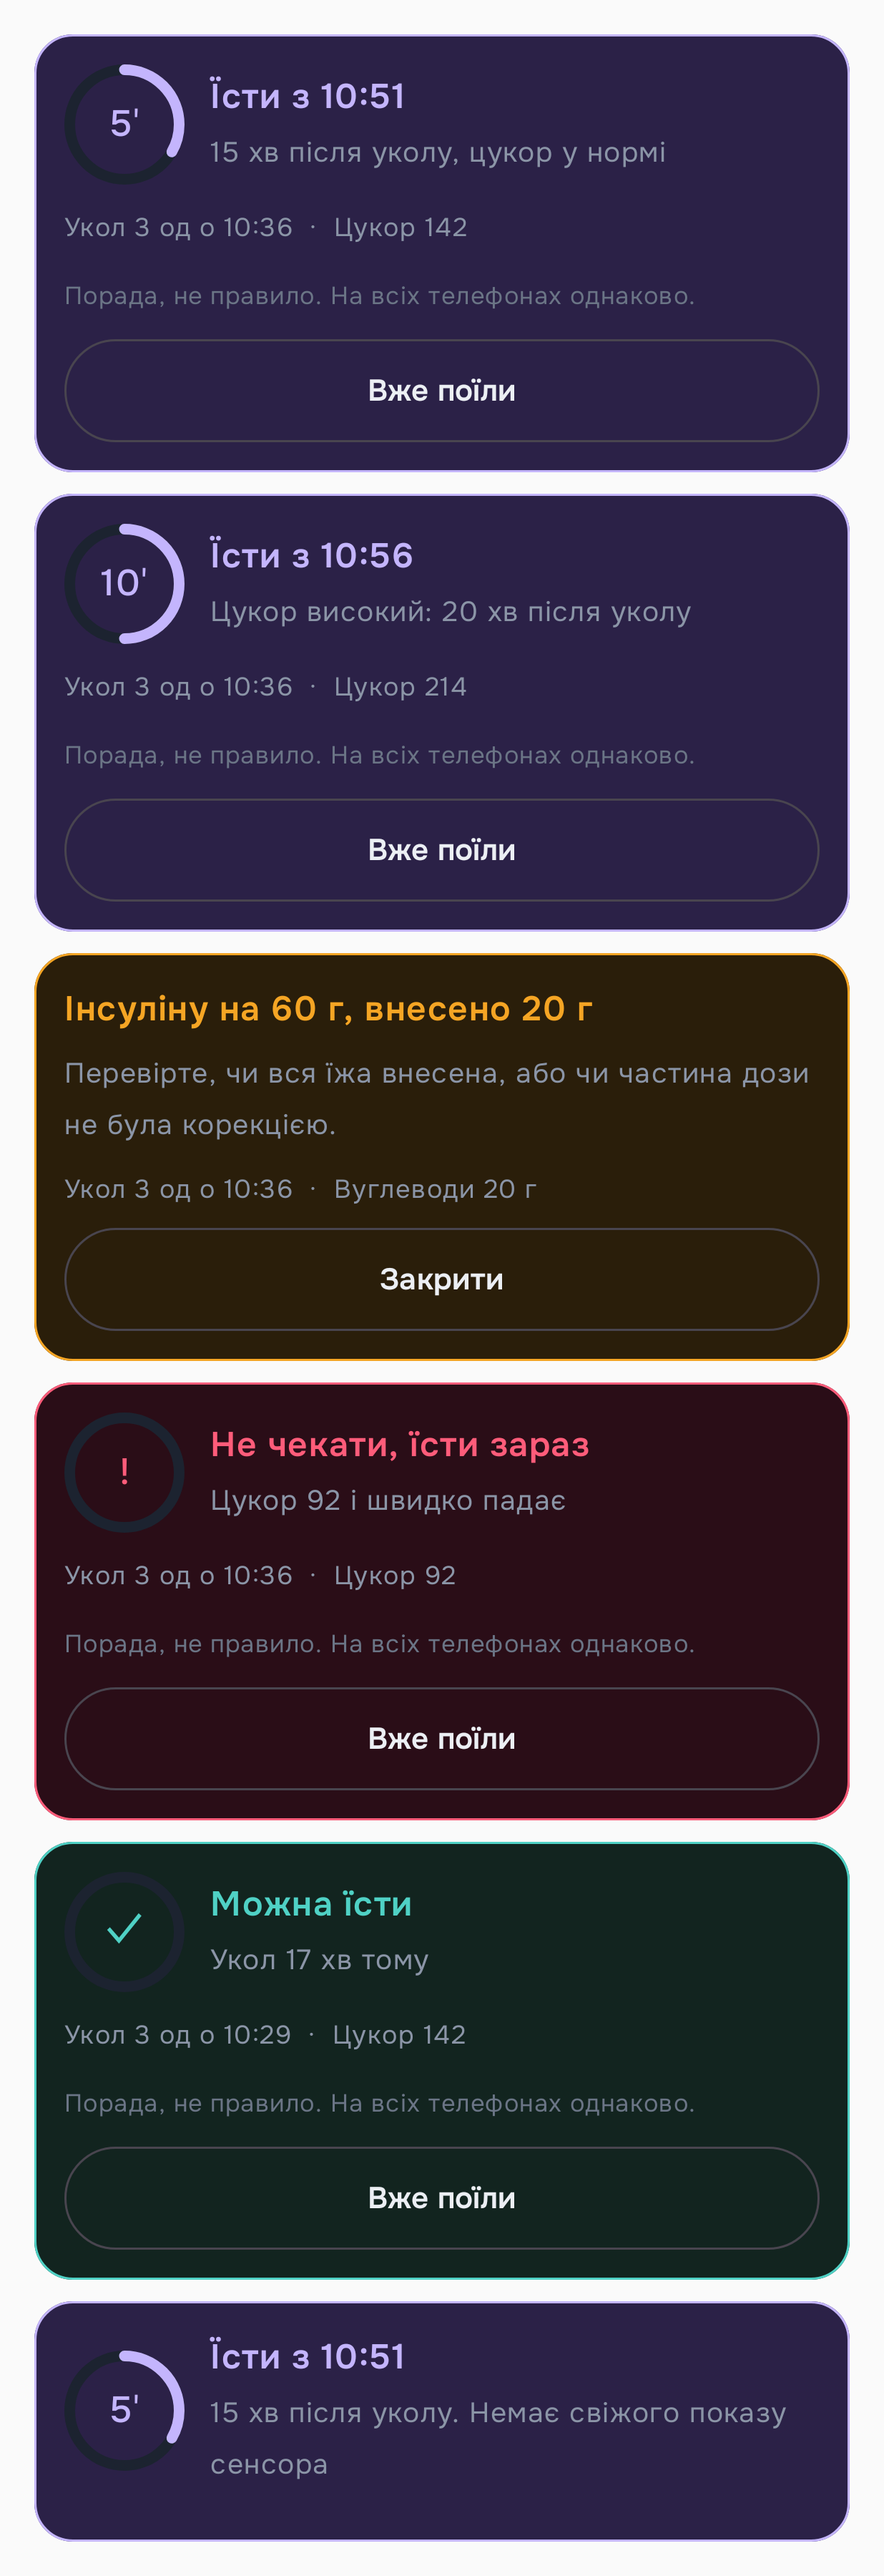 5'
Їсти з 10:51
15 хв після уколу, цукор у нормі
Укол 3 од о 10:36 · Цукор 142
Порада, не правило. На всіх телефонах однаково.
Вже поїли
10'
Їсти з 10:56
Цукор високий: 20 хв після уколу
Укол 3 од о 10:36 · Цукор 214
Порада, не правило. На всіх телефонах однаково.
Вже поїли
Інсуліну на 60 г, внесено 20 г
Перевірте, чи вся їжа внесена, або чи частина дози
не була корекцією.
Укол 3 од о 10:36 · Вуглеводи 20 г
Закрити
!
Не чекати, їсти зараз
Цукор 92 і швидко падає
Укол 3 од о 10:36 · Цукор 92
Порада, не правило. На всіх телефонах однаково.
Вже поїли
Можна їсти
Укол 17 хв тому
Укол 3 од о 10:29 · Цукор 142
Порада, не правило. На всіх телефонах однаково.
Вже поїли
5'
Їсти з 10:51
15 хв після уколу. Немає свіжого показу
сенсора